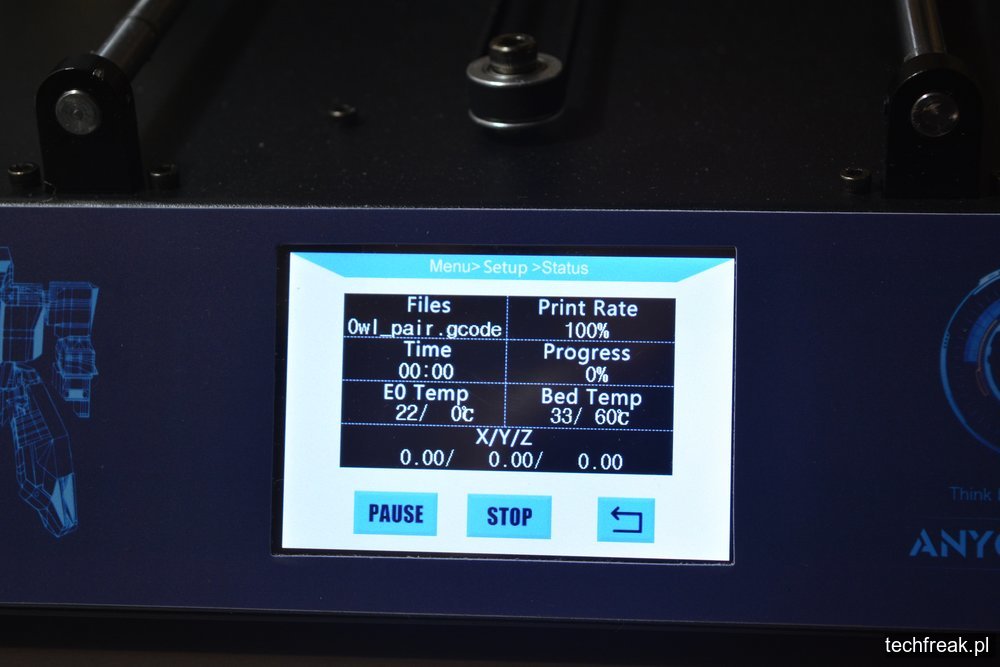 Menu> Setup >Status
Files
Print Rate
Owl_pair.gcode
100%
Time
Progress
00:00
0%
E0 Temp
Bed Temp
22/ 0℃
33/ 60℃
X/Y/Z
0.00/ 0.00/ 0.00
PAUSE
STOP
Think
ANYC
techfreak.pl